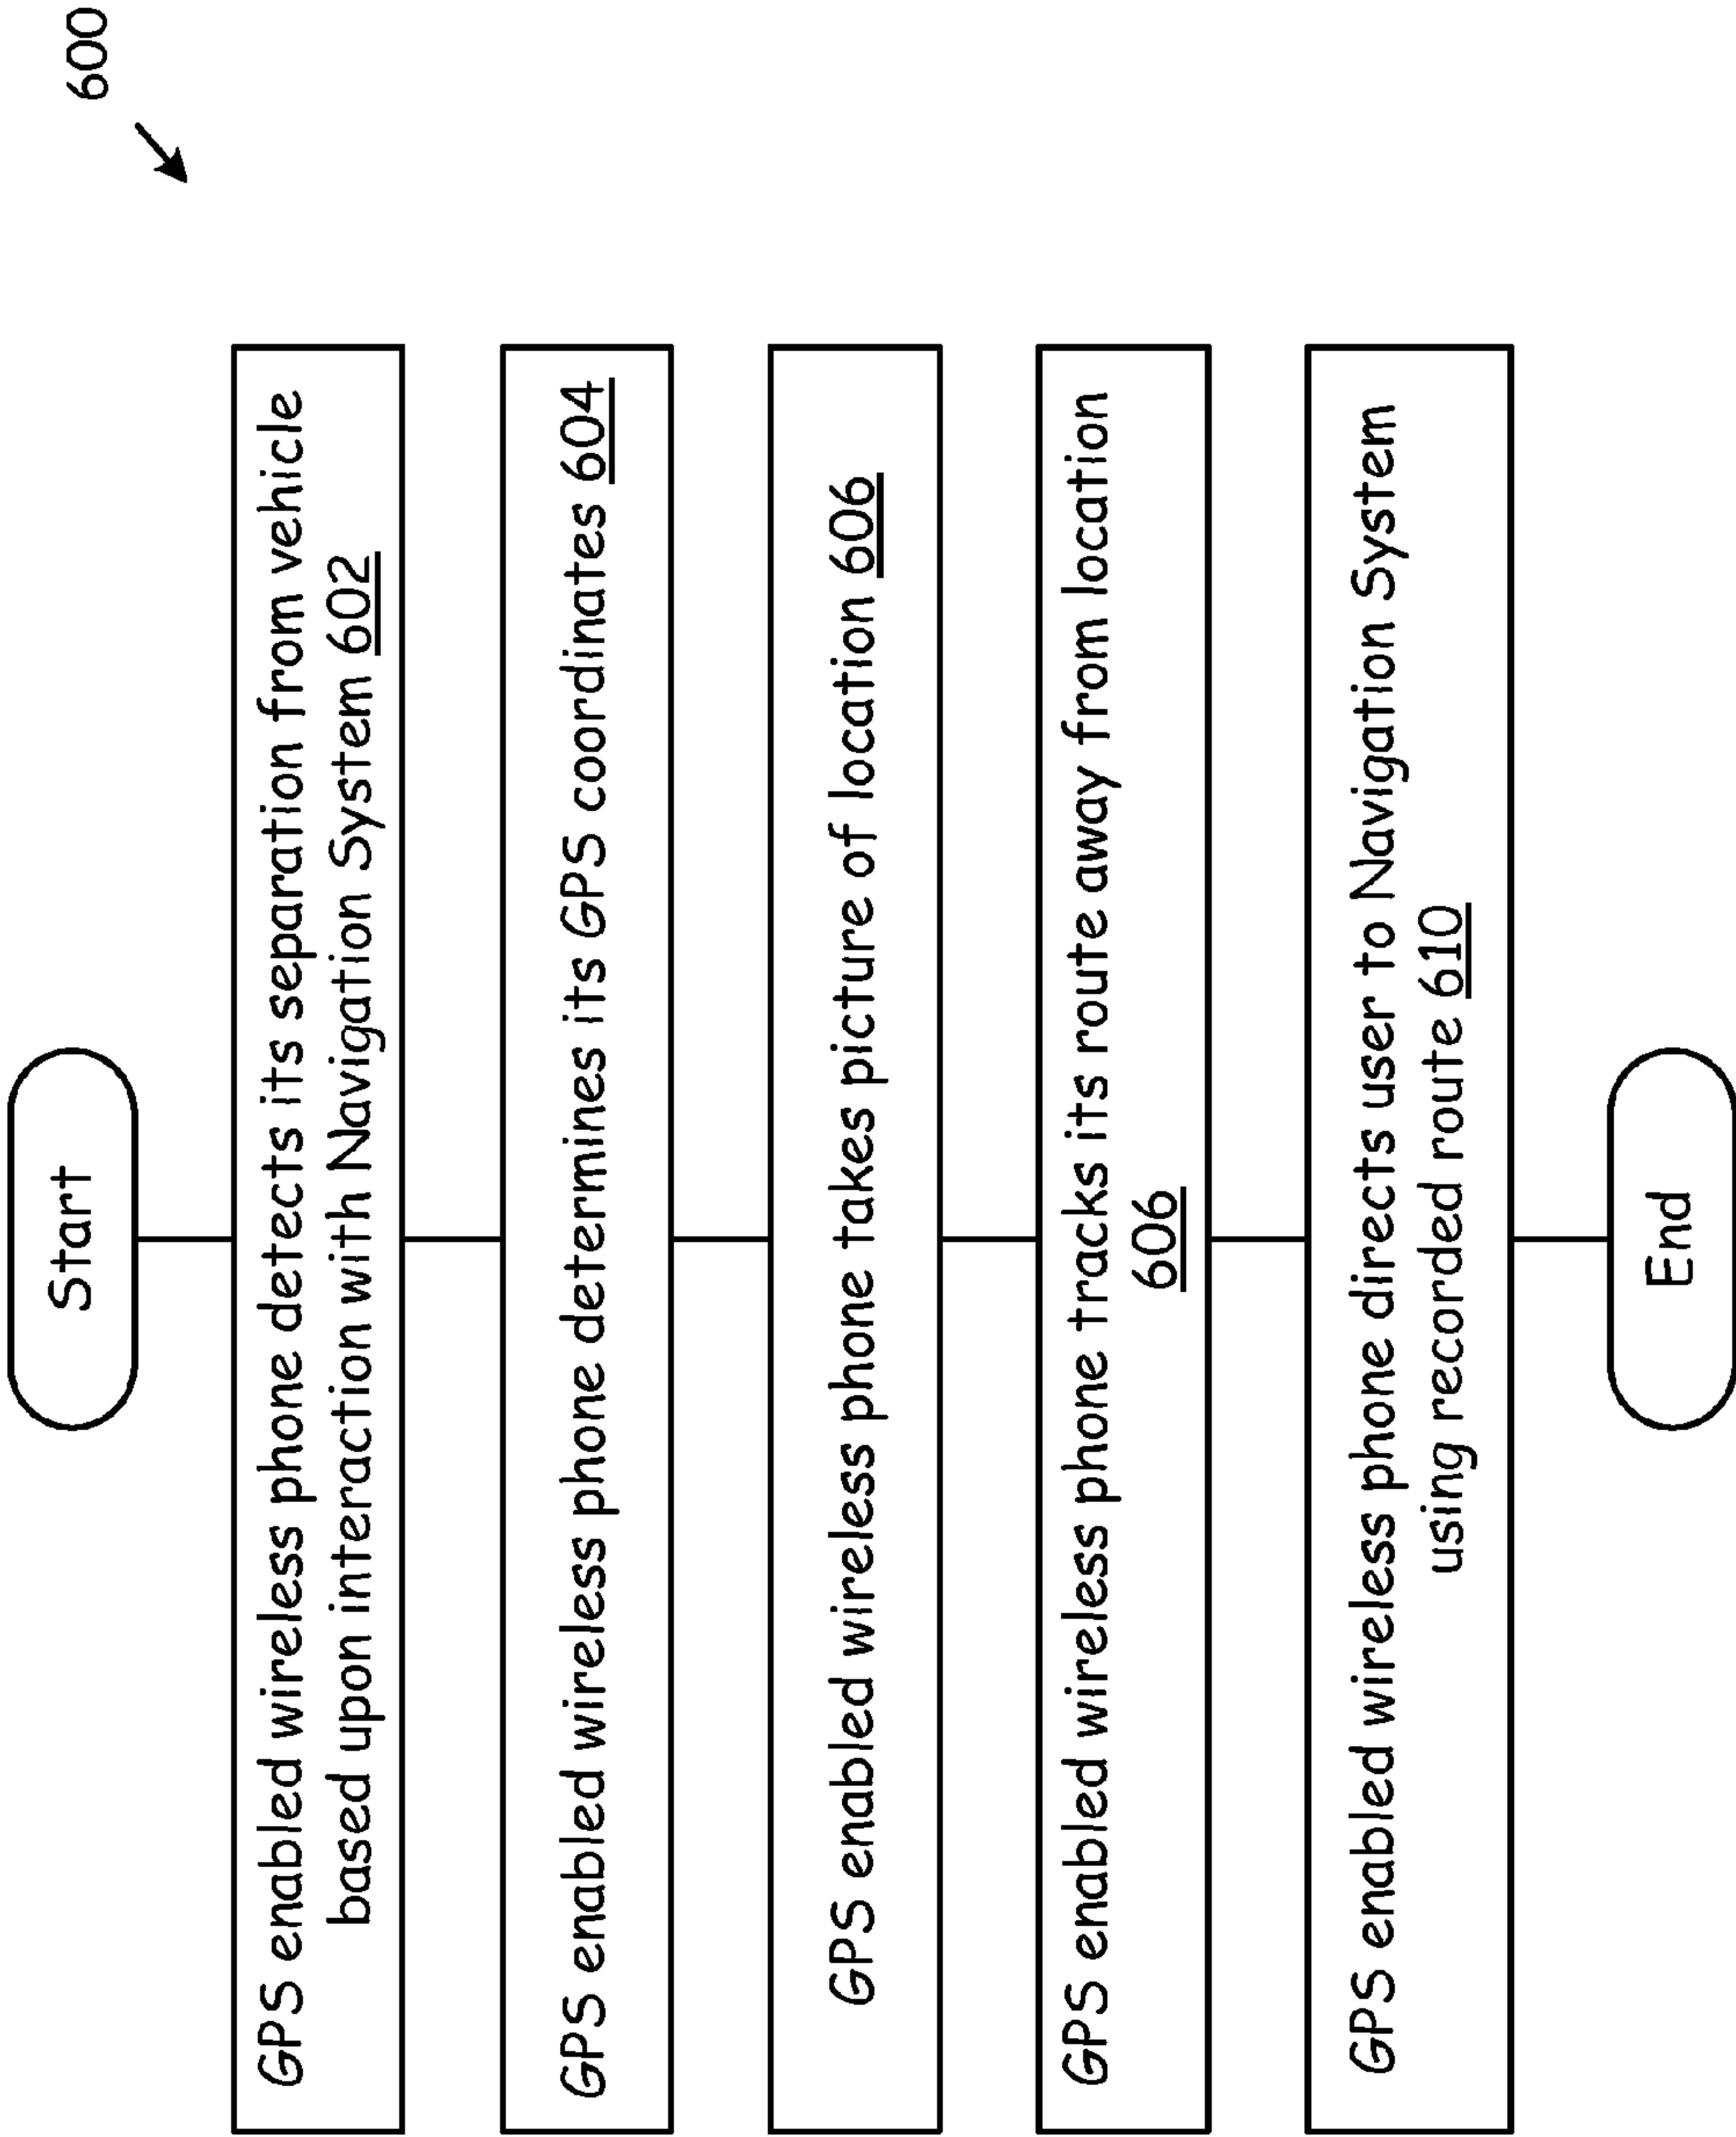 600
Start
GPS enabled wireless phone detects its separation from vehicle
based upon interaction with Navigation System 602
GPS enabled wireless phone determines its GPS coordinates 604
GPS enabled wireless phone takes picture of location 606
GPS enabled wireless phone tracks its route away from location
606
GPS enabled wireless phone directs user to Navigation System
using recorded route 610
End